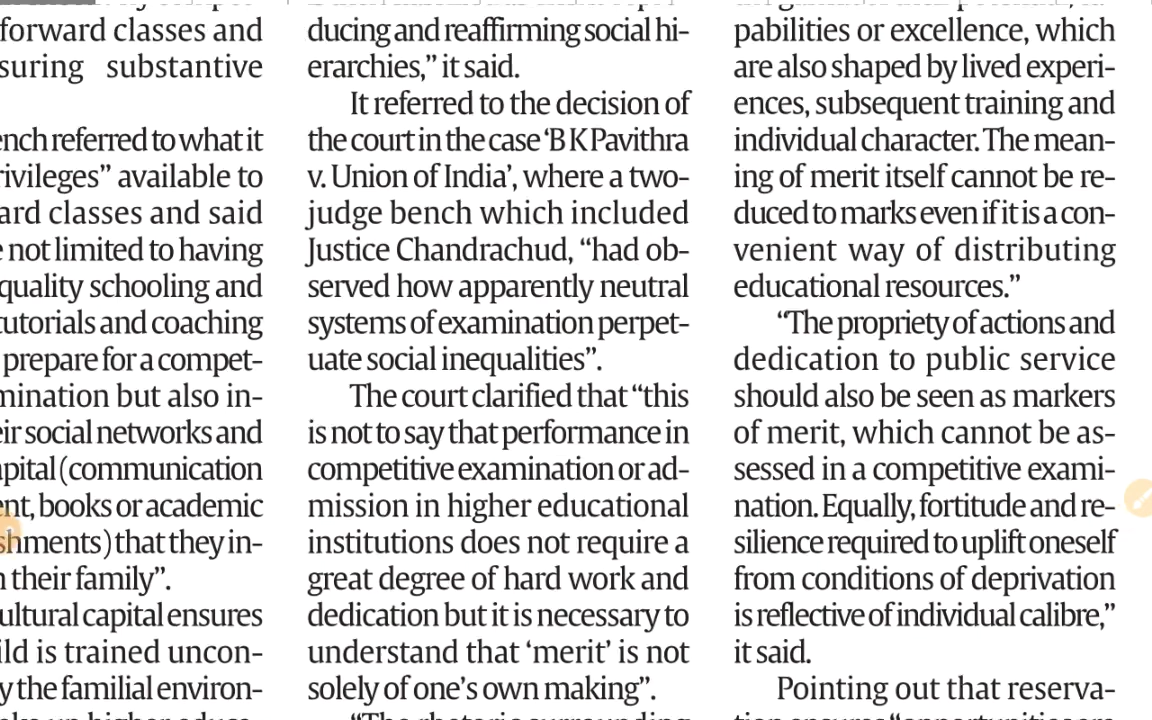 forward classes and
suring substantive
ench referred to what it
rivileges” available to
ard classes and said
e not limited to having
quality schooling and
tutorials and coaching
prepare for a compet-
mination but also in-
eir social networks and
apital (communication
ent, books or academic
shments) that they in-
n their family”.
ultural capital ensures
ild is trained uncon-
y the familial environ-
ducing and reaffirming social hi-
erarchies,” it said.
It referred to the decision of
the court in the case ‘B K Pavithra
v. Union of India’, where a two-
judge bench which included
Justice Chandrachud, “had ob-
served how apparently neutral
systems of examination perpet-
uate social inequalities”.
The court clarified that “this
is not to say that performance in
competitive examination or ad-
mission in higher educational
institutions does not require a
great degree of hard work and
dedication but it is necessary to
understand that ‘merit’ is not
solely of one’s own making”.
“The rhetoric surrounding
pabilities or excellence, which
are also shaped by lived experi-
ences, subsequent training and
individual character. The mean-
ing of merit itself cannot be re-
duced to marks even if it is a con-
venient way of distributing
educational resources.”
“The propriety of actions and
dedication to public service
should also be seen as markers
of merit, which cannot be as-
sessed in a competitive exami-
nation. Equally, fortitude and re-
silience required to uplift oneself
from conditions of deprivation
is reflective of individual calibre,”
it said.
Pointing out that reserva-